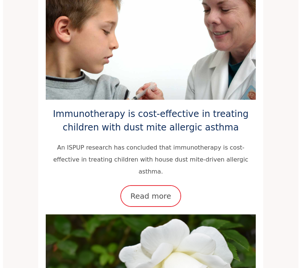 Immunotherapy is cost-effective in treating
children with dust mite allergic asthma
An ISPUP research has concluded that immunotherapy is cost-
effective in treating children with house dust mite-driven allergic
asthma.
Read more